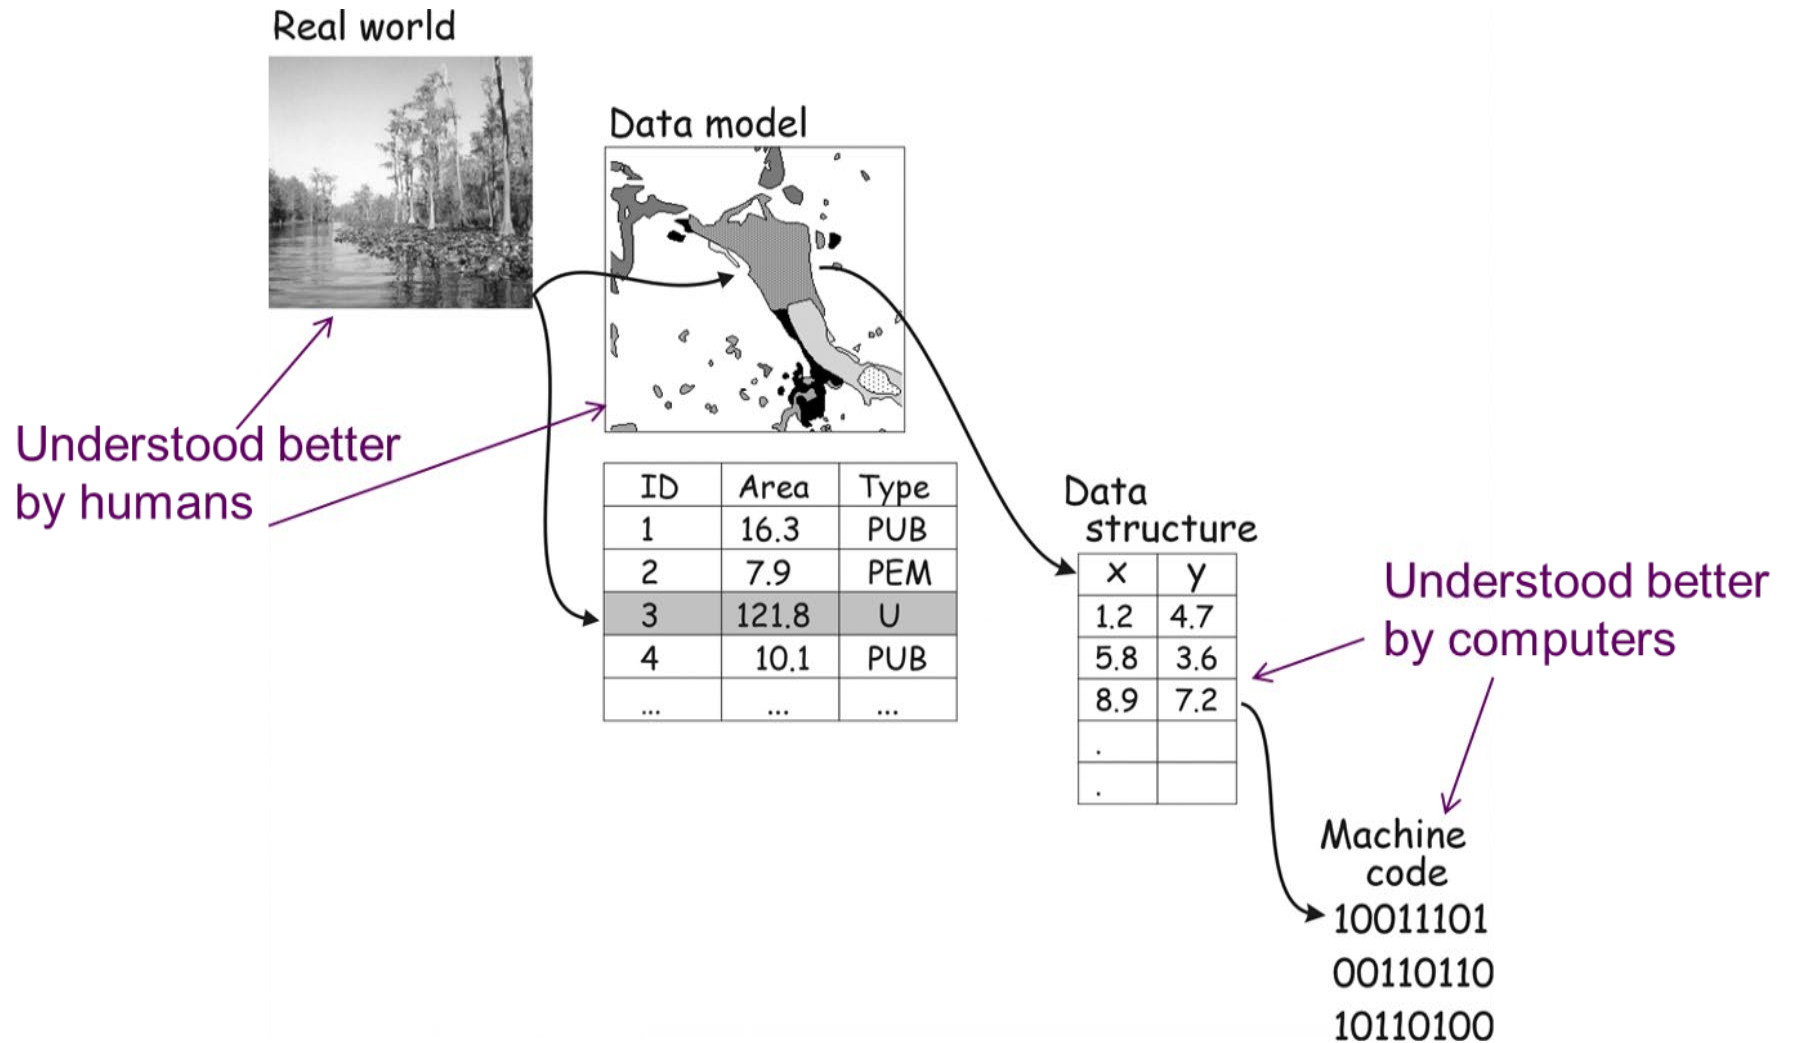 Real world
Data model
Understood better
by humans
ID Area Type
1 16.3 PUB
2 7.9 PEM
3 121.8 U
4 10.1 PUB
... ... ...
Data
structure
x y
1.2 4.7
5.8 3.6
8.9 7.2
.
.
Understood better
by computers
Machine
code
10011101
00110110
10110100